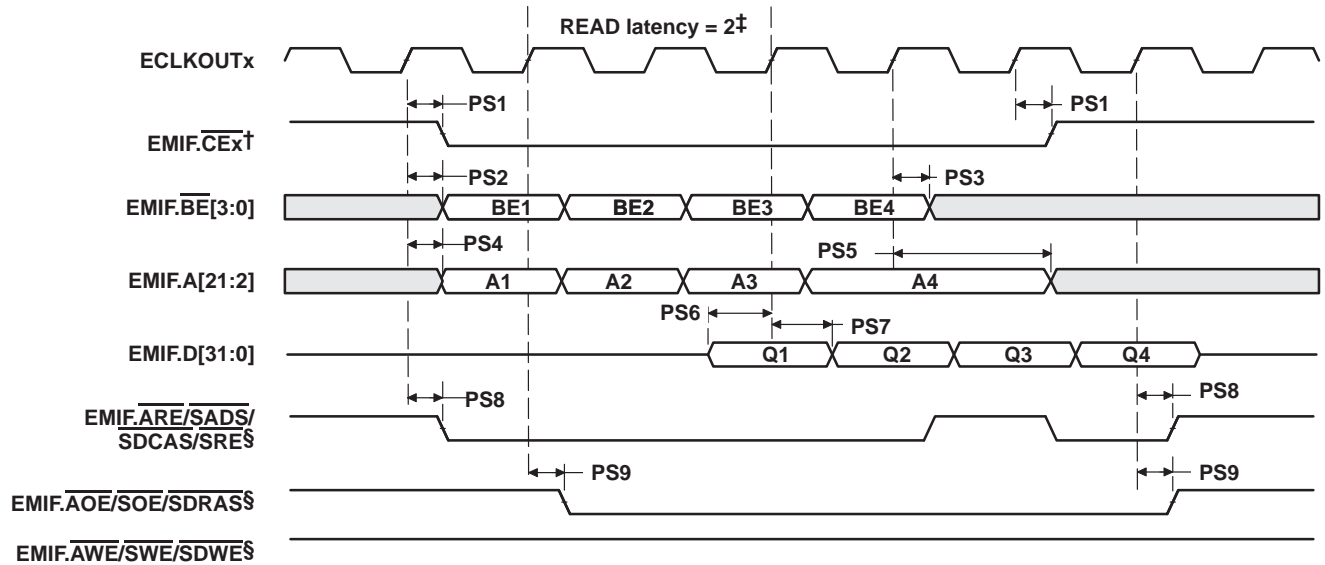 READ latency = 2‡
ECLKOUTx
PS1
PS1
EMIF.CEx†
PS2
PS3
EMIF.BE[3:0]
BE1
BE2
BE3
BE4
PS4
PS5
EMIF.A[21:2]
A1
A2
A3
A4
PS6
PS7
EMIF.D[31:0]
Q1
Q2
Q3
Q4
PS8
PS8
EMIF.ARE/SADS/
SDCAS/SRE§
PS9
PS9
EMIF.AOE/SOE/SDRAS§
EMIF.AWE/SWE/SDWE§